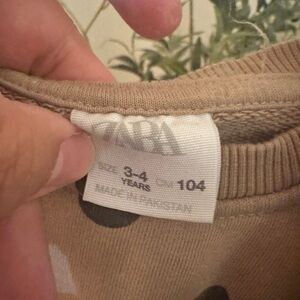 ZARA
SIZE 3-4 YEARS CM 104
MADE IN PAKISTAN